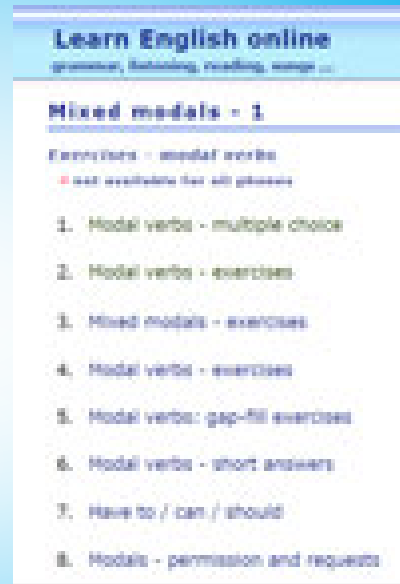 Learn English online
grammar, listening, reading, songs ...
Mixed modals - 1
Exercises - modal verbs
* not available for all phones
1. Modal verbs - multiple choice
2. Modal verbs - exercises
3. Mixed modals - exercises
4. Modal verbs - exercises
5. Modal verbs: gap-fill exercises
6. Modal verbs - short answers
7. Have to / can / should
8. Modals - permission and requests